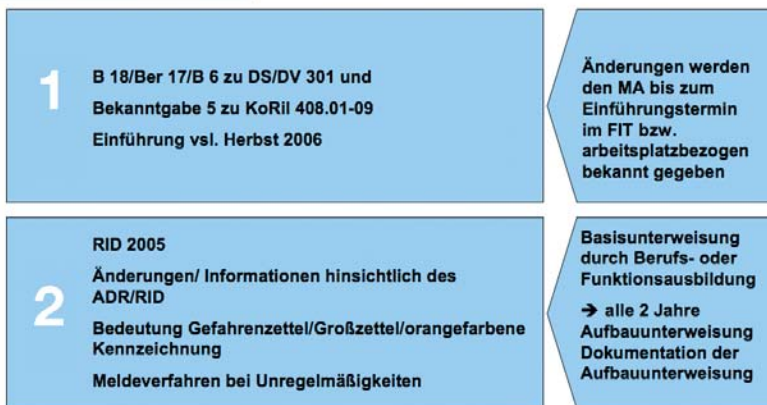 1
B 18/Ber 17/B 6 zu DS/DV 301 und
Bekanntgabe 5 zu KoRil 408.01-09
Einführung vsl. Herbst 2006
Änderungen werden
den MA bis zum
Einführungstermin
im FIT bzw.
arbeitsplatzbezogen
bekannt gegeben
2
RID 2005
Änderungen/ Informationen hinsichtlich des
ADR/RID
Bedeutung Gefahrenzettel/Großzettel/orangefarbene
Kennzeichnung
Meldeverfahren bei Unregelmäßigkeiten
Basisunterweisung
durch Berufs- oder
Funktionsausbildung
➔ alle 2 Jahre
Aufbauunterweisung
Dokumentation der
Aufbauunterweisung